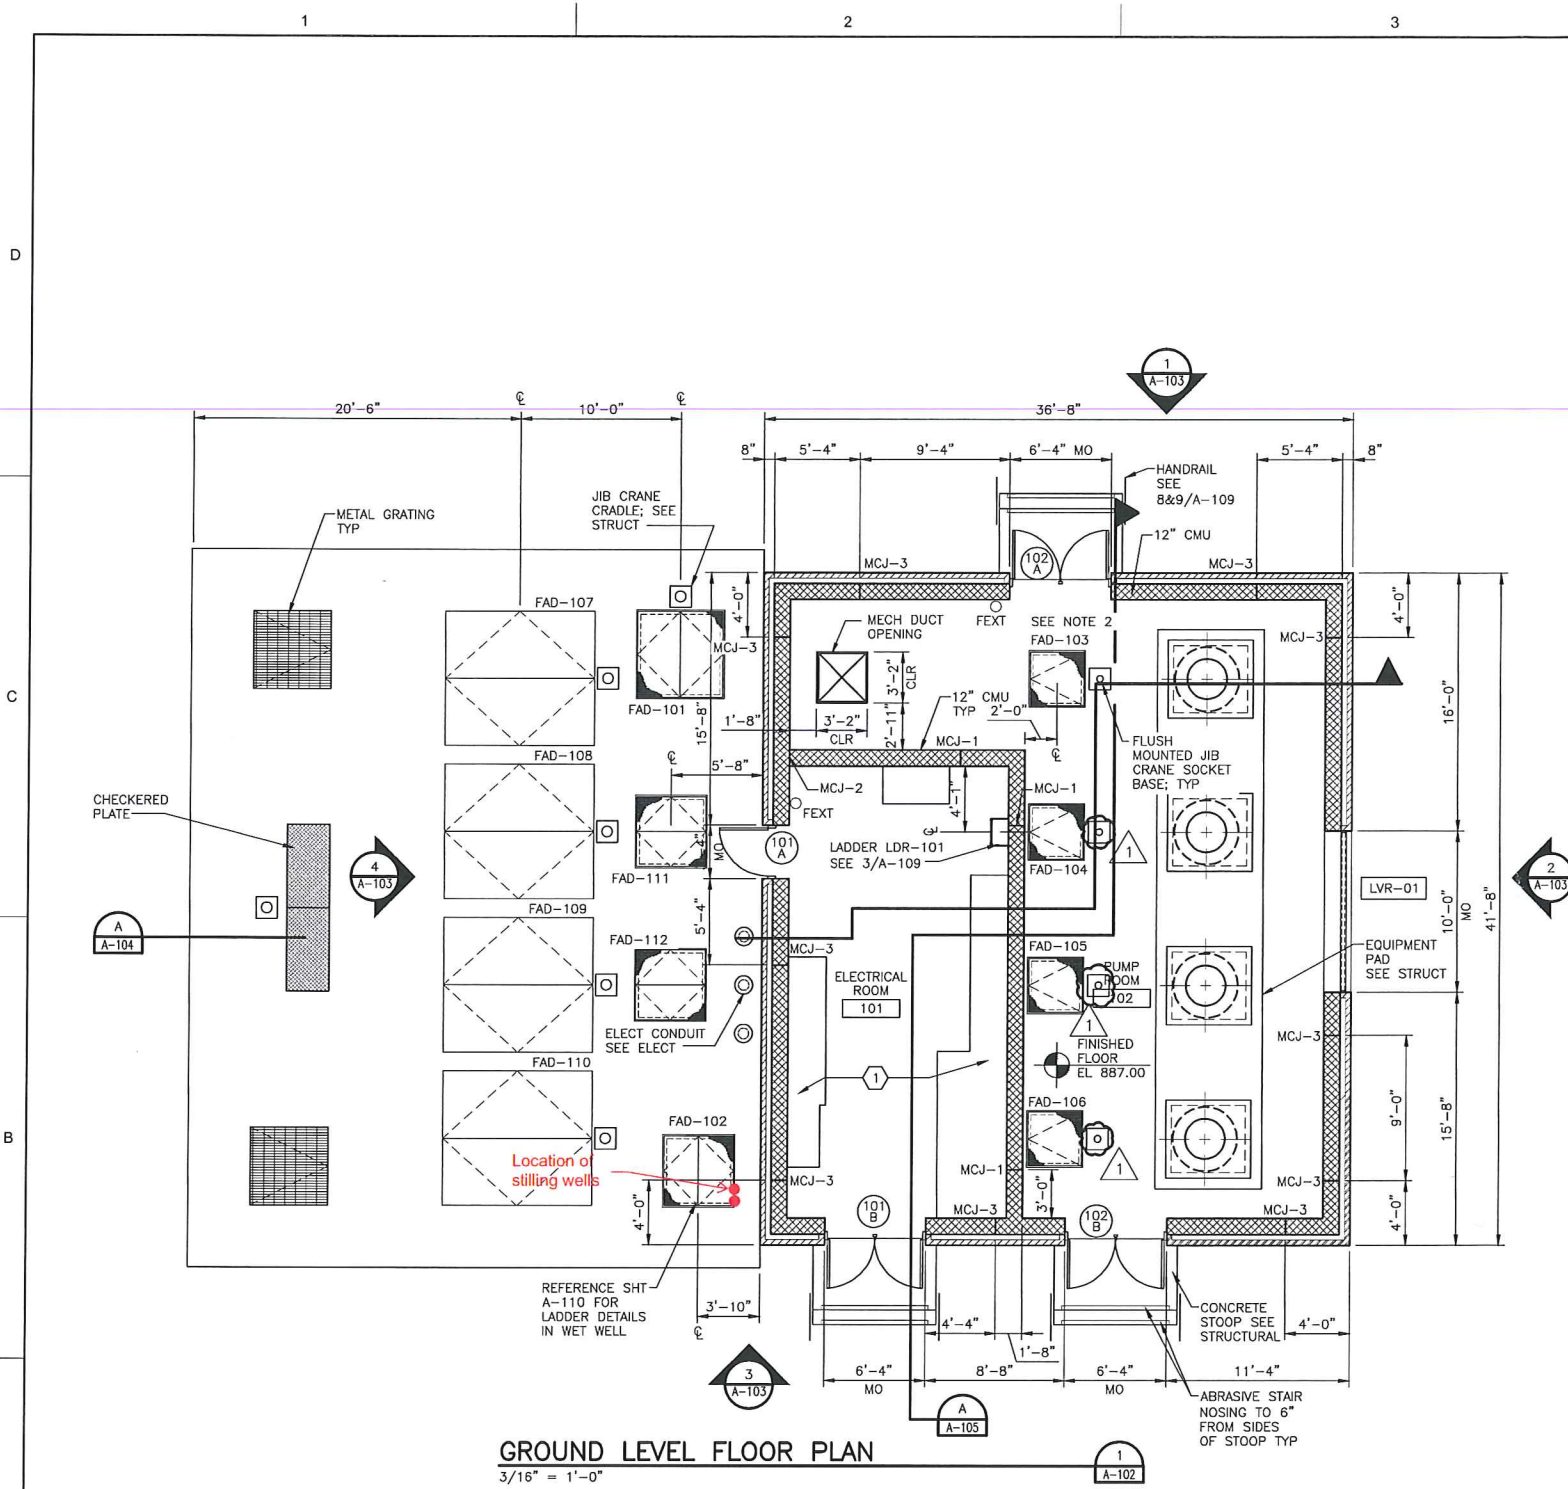 1
2
3
D
C
B
1
A-103
20'-6"
℄
10'-0"
℄
36'-8"
8"
5'-4"
9'-4"
6'-4" MO
5'-4"
8"
HANDRAIL
SEE
8&9/A-109
METAL GRATING
TYP
JIB CRANE
CRADLE; SEE
STRUCT
12" CMU
MCJ-3
102
A
MCJ-3
FAD-107
4'-0"
MECH DUCT
OPENING
FEXT
SEE NOTE 2
FAD-103
4'-0"
MCJ-3
MCJ-3
3'-2"
CLR
FAD-101
15'-8"
1'-8"
3'-2"
CLR
2'-11"
12" CMU
TYP
2'-0"
℄
16'-0"
MCJ-1
FLUSH
MOUNTED JIB
CRANE SOCKET
BASE; TYP
FAD-108
℄
5'-8"
MCJ-2
4'-1"
MCJ-1
CHECKERED
PLATE
FEXT
101
A
MO
℄
LADDER LDR-101
SEE 3/A-109
1
FAD-104
4
A-103
FAD-111
2
A-103
LVR-01
10'-0"
MO
41'-8"
FAD-109
A
A-104
FAD-112
5'-4"
MCJ-3
FAD-105
EQUIPMENT
PAD
SEE STRUCT
ELECTRICAL
ROOM
101
PUMP
ROOM
ELECT CONDUIT
SEE ELECT
1
FINISHED
FLOOR
EL 887.00
MCJ-3
FAD-110
1
FAD-106
9'-0"
15'-8"
FAD-102
Location of
stilling wells
MCJ-1
1
MCJ-3
MCJ-3
4'-0"
101
B
MCJ-3
3'-0"
102
B
MCJ-3
4'-0"
REFERENCE SHT
A-110 FOR
LADDER DETAILS
IN WET WELL
3'-10"
℄
CONCRETE
STOOP SEE
STRUCTURAL
4'-4"
1'-8"
4'-0"
3
A-103
6'-4"
MO
8'-8"
6'-4"
MO
11'-4"
ABRASIVE STAIR
NOSING TO 6"
FROM SIDES
OF STOOP TYP
A
A-105
GROUND LEVEL FLOOR PLAN
3/16" = 1'-0"
1
A-102